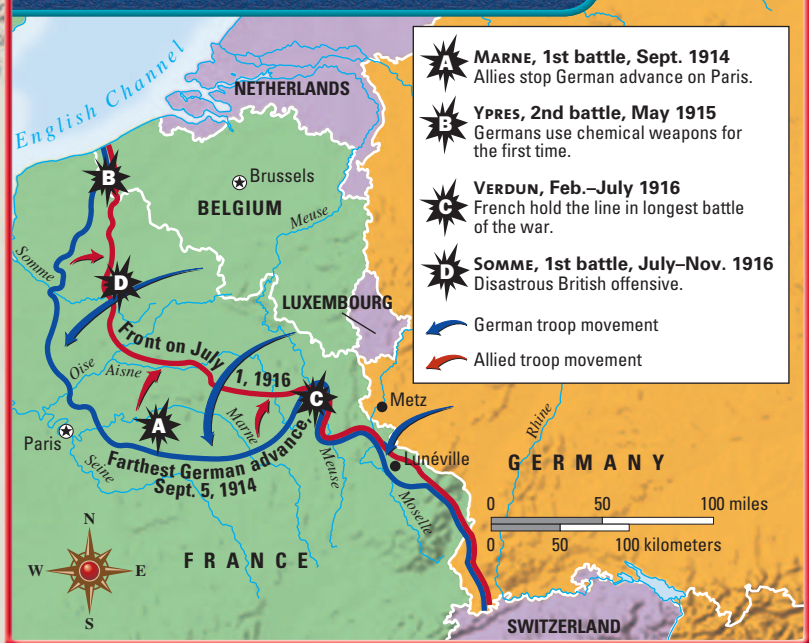 MARNE, 1st battle, Sept. 1914
Allies stop German advance on Paris.
YPRES, 2nd battle, May 1915
Germans use chemical weapons for
the first time.
VERDUN, Feb.–July 1916
French hold the line in longest battle
of the war.
SOMME, 1st battle, July–Nov. 1916
Disastrous British offensive.
German troop movement
Allied troop movement
A
B
C
D
English Channel
NETHERLANDS
B
Brussels
BELGIUM
Meuse
Somme
D
LUXEMBOURG
Front on July 1, 1916
Oise
Aisne
C
Metz
A
Marne
Rhine
Paris
Farthest German advance,
Sept. 5, 1914
Meuse
Lunéville
GERMANY
Seine
Moselle
0 50 100 miles
0 50 100 kilometers
N
W E
S
FRANCE
SWITZERLAND